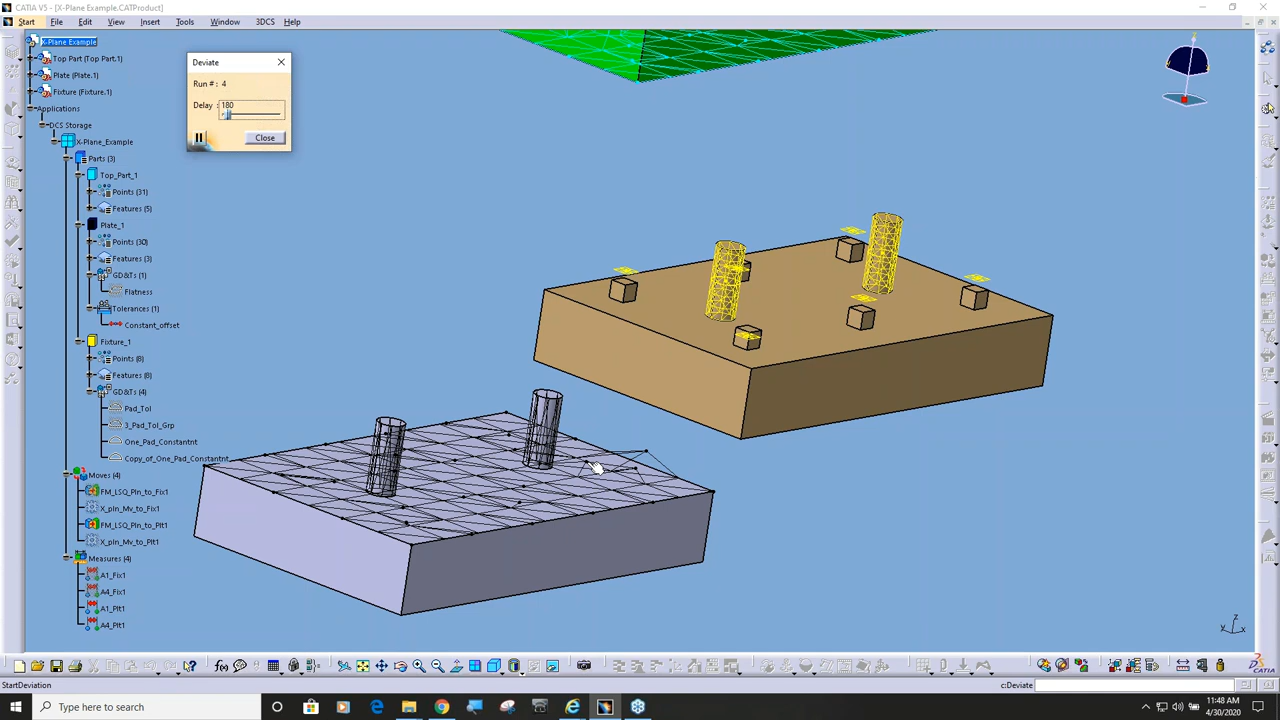 CATIA V5 - [X-Plane Example.CATProduct]
Start File Edit View Insert Tools Window 3DCS Help
X-Plane Example
Top Part (Top Part.1)
Plate (Plate.1)
Fixture (Fixture.1)
Applications
DCS Storage
X-Plane_Example
Parts (3)
Top_Part_1
Points (31)
Features (5)
Plate_1
Points (30)
Features (3)
GD&Ts (1)
Flatness
Tolerances (1)
Constant_offset
Fixture_1
Points (8)
Features (8)
GD&Ts (4)
Pad_Tol
3_Pad_Tol_Grp
One_Pad_Constantnt
Copy_of_One_Pad_Constantnt
Moves (4)
FM_LSQ_Pln_to_Fix1
X_pln_Mv_to_Fix1
FM_LSQ_Pln_to_Plt1
X_pln_Mv_to_Plt1
Measures (4)
A1_Fix1
A4_Fix1
A1_Plt1
A4_Plt1
Deviate
Run # : 4
Delay : 180
Close
z
y x
CATIA
StartDeviation
c:Deviate
Type here to search
11:48 AM
4/30/2020